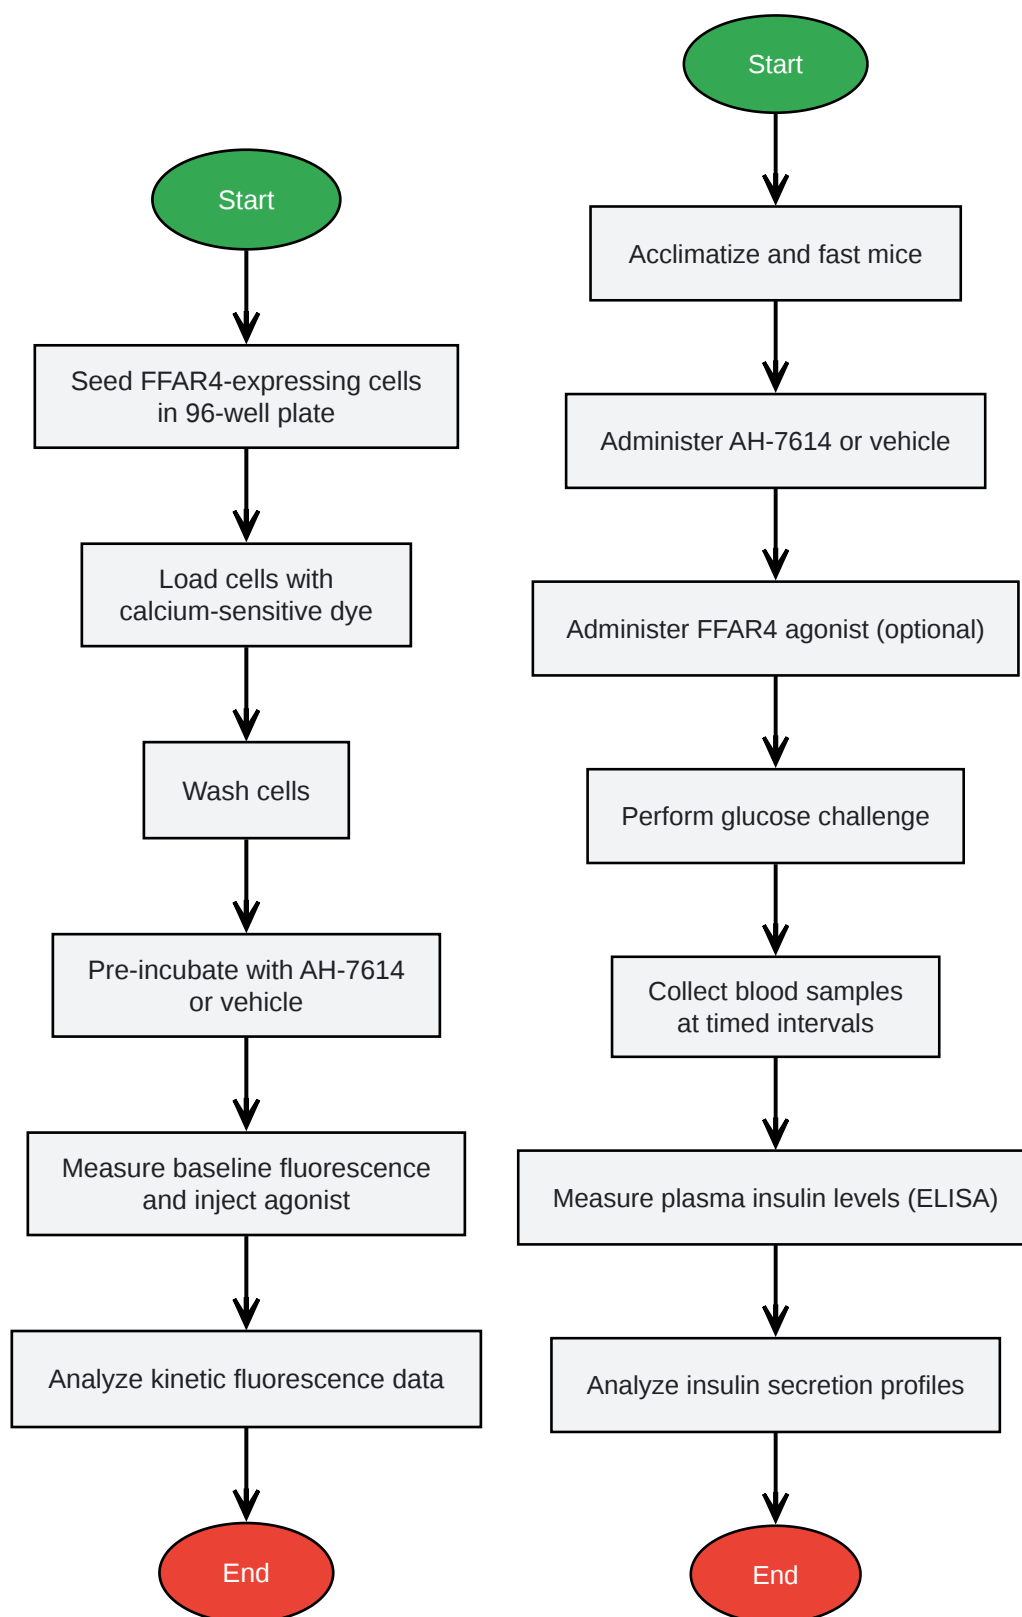 Start
Seed FFAR4-expressing cells
in 96-well plate
Load cells with
calcium-sensitive dye
Wash cells
Pre-incubate with AH-7614
or vehicle
Measure baseline fluorescence
and inject agonist
Analyze kinetic fluorescence data
End
Start
Acclimatize and fast mice
Administer AH-7614 or vehicle
Administer FFAR4 agonist (optional)
Perform glucose challenge
Collect blood samples
at timed intervals
Measure plasma insulin levels (ELISA)
Analyze insulin secretion profiles
End